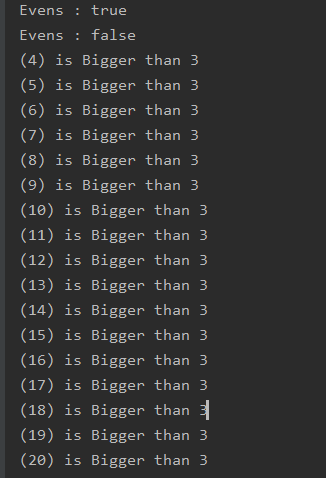 Evens : true
Evens : false
(4) is Bigger than 3
(5) is Bigger than 3
(6) is Bigger than 3
(7) is Bigger than 3
(8) is Bigger than 3
(9) is Bigger than 3
(10) is Bigger than 3
(11) is Bigger than 3
(12) is Bigger than 3
(13) is Bigger than 3
(14) is Bigger than 3
(15) is Bigger than 3
(16) is Bigger than 3
(17) is Bigger than 3
(18) is Bigger than 3
(19) is Bigger than 3
(20) is Bigger than 3